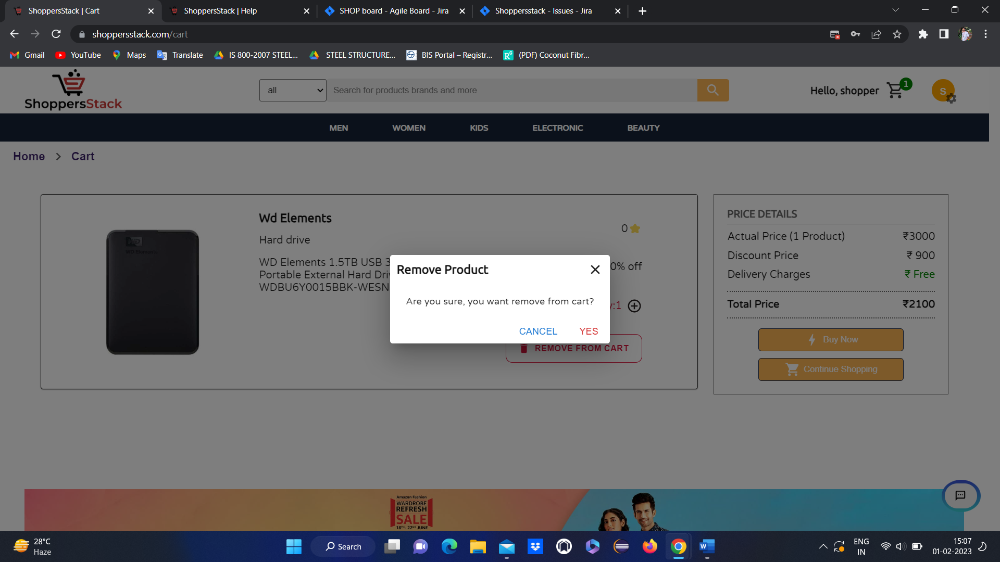 ShoppersStack | Cart
ShoppersStack | Help
SHOP board - Agile Board - Jira
Shoppersstack - Issues - Jira
shoppersstack.com/cart
Gmail
YouTube
Maps
Translate
IS 800-2007 STEEL...
STEEL STRUCTURE...
BIS Portal – Registr...
(PDF) Coconut Fibr...
ShoppersStack
all
Search for products brands and more
Hello, shopper
1
S
MEN
WOMEN
KIDS
ELECTRONIC
BEAUTY
Home > Cart
WD
WD Elements
Wd Elements
0
Hard drive
WD Elements 1.5TB USB 3
Portable External Hard Driv
WDBU6Y0015BBK-WESN
0% off
y:1
REMOVE FROM CART
Remove Product
Are you sure, you want remove from cart?
CANCEL
YES
PRICE DETAILS
Actual Price (1 Product) ₹3000
Discount Price ₹ 900
Delivery Charges ₹ Free
Total Price ₹2100
Buy Now
Continue Shopping
Amazon Fashion
WARDROBE
REFRESH
SALE
18TH- 22ND JUNE
28°C
Haze
Search
ENG
IN
15:07
01-02-2023